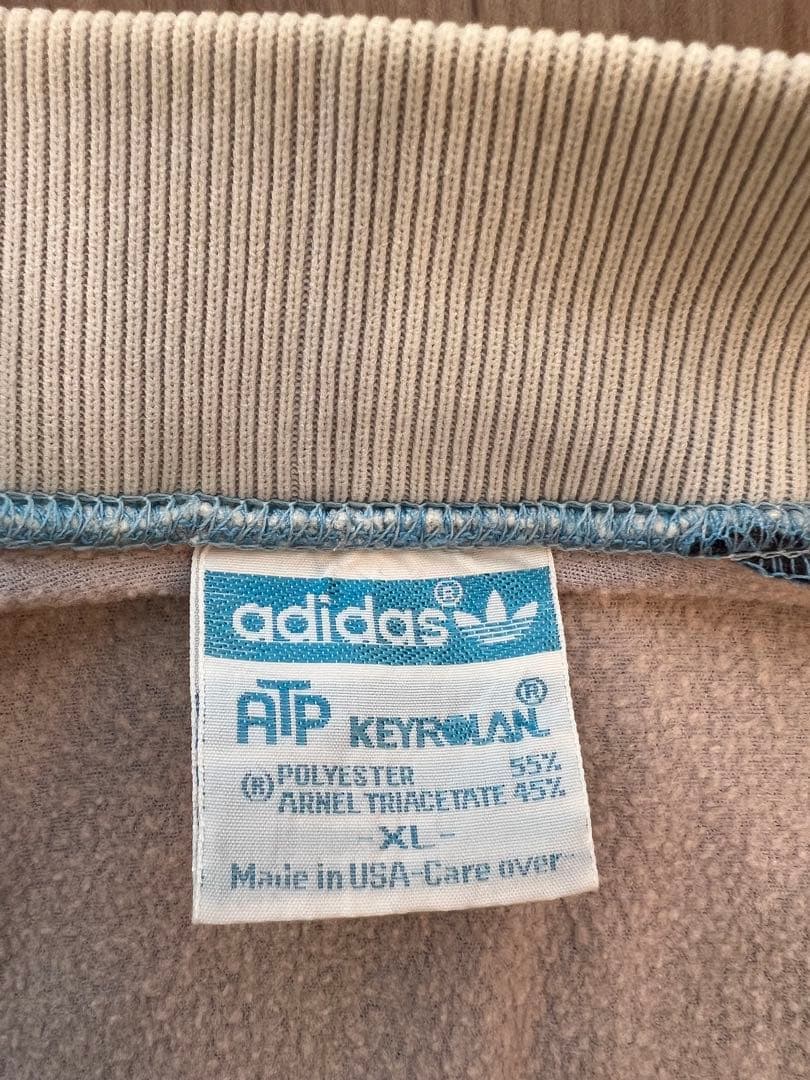 adidas®
ATP KEYROLAN®
POLYESTER 55%
® ARNEL TRIACETATE 45%
-XL-
Made in USA-Care over-